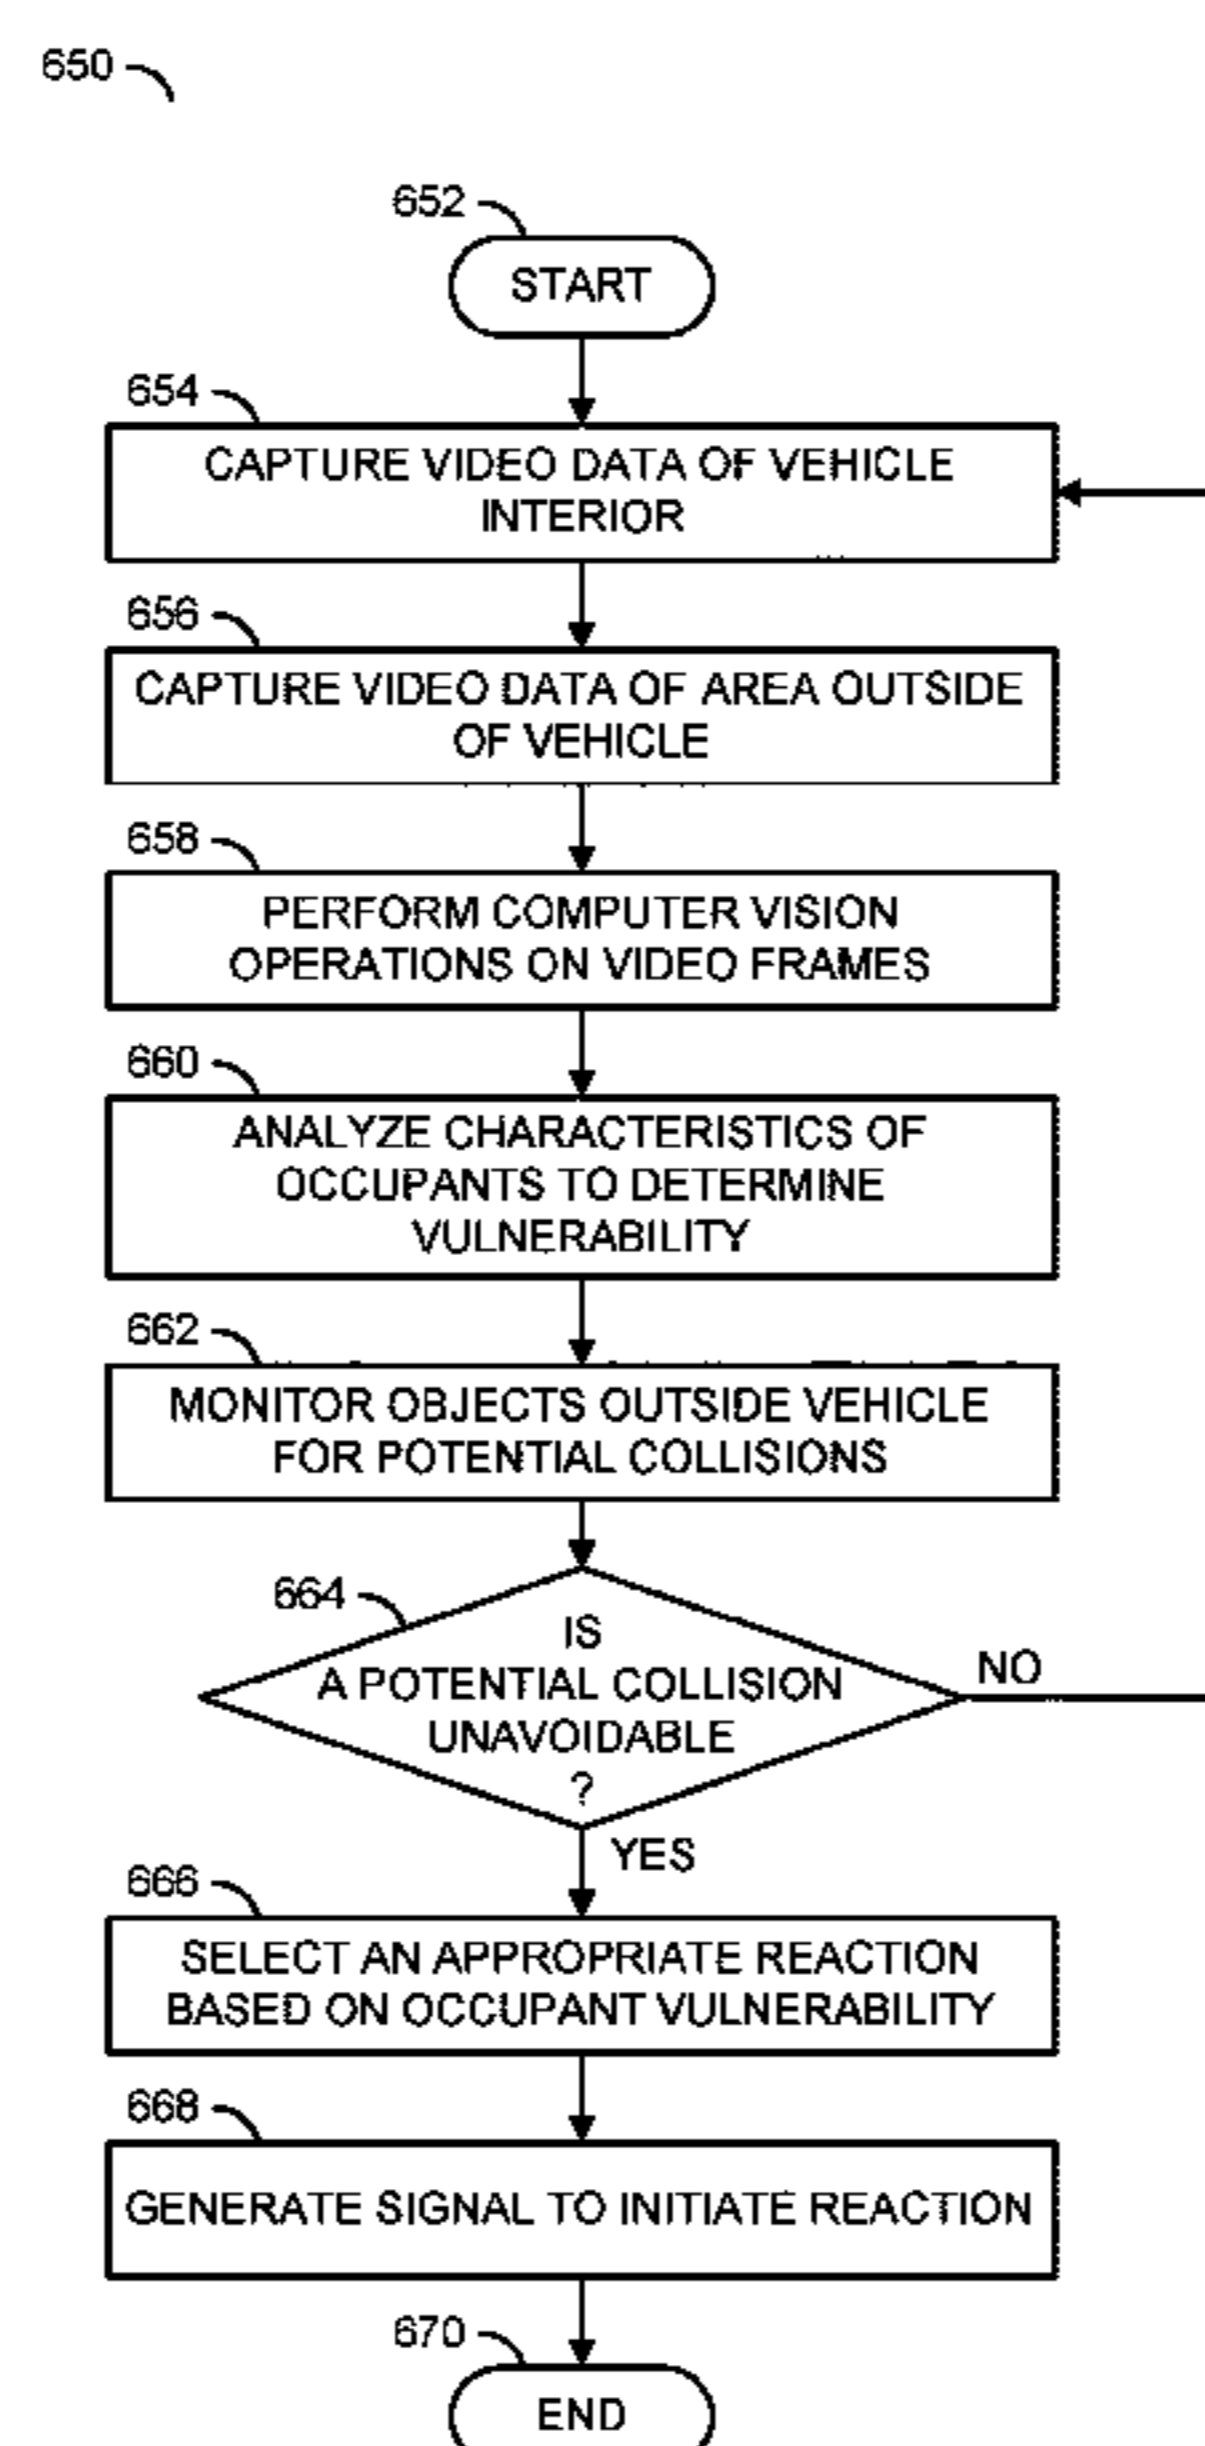 650
652
START
654
CAPTURE VIDEO DATA OF VEHICLE
INTERIOR
656
CAPTURE VIDEO DATA OF AREA OUTSIDE
OF VEHICLE
658
PERFORM COMPUTER VISION
OPERATIONS ON VIDEO FRAMES
660
ANALYZE CHARACTERISTICS OF
OCCUPANTS TO DETERMINE
VULNERABILITY
662
MONITOR OBJECTS OUTSIDE VEHICLE
FOR POTENTIAL COLLISIONS
664
IS
A POTENTIAL COLLISION
UNAVOIDABLE
?
NO
YES
666
SELECT AN APPROPRIATE REACTION
BASED ON OCCUPANT VULNERABILITY
668
GENERATE SIGNAL TO INITIATE REACTION
670
END